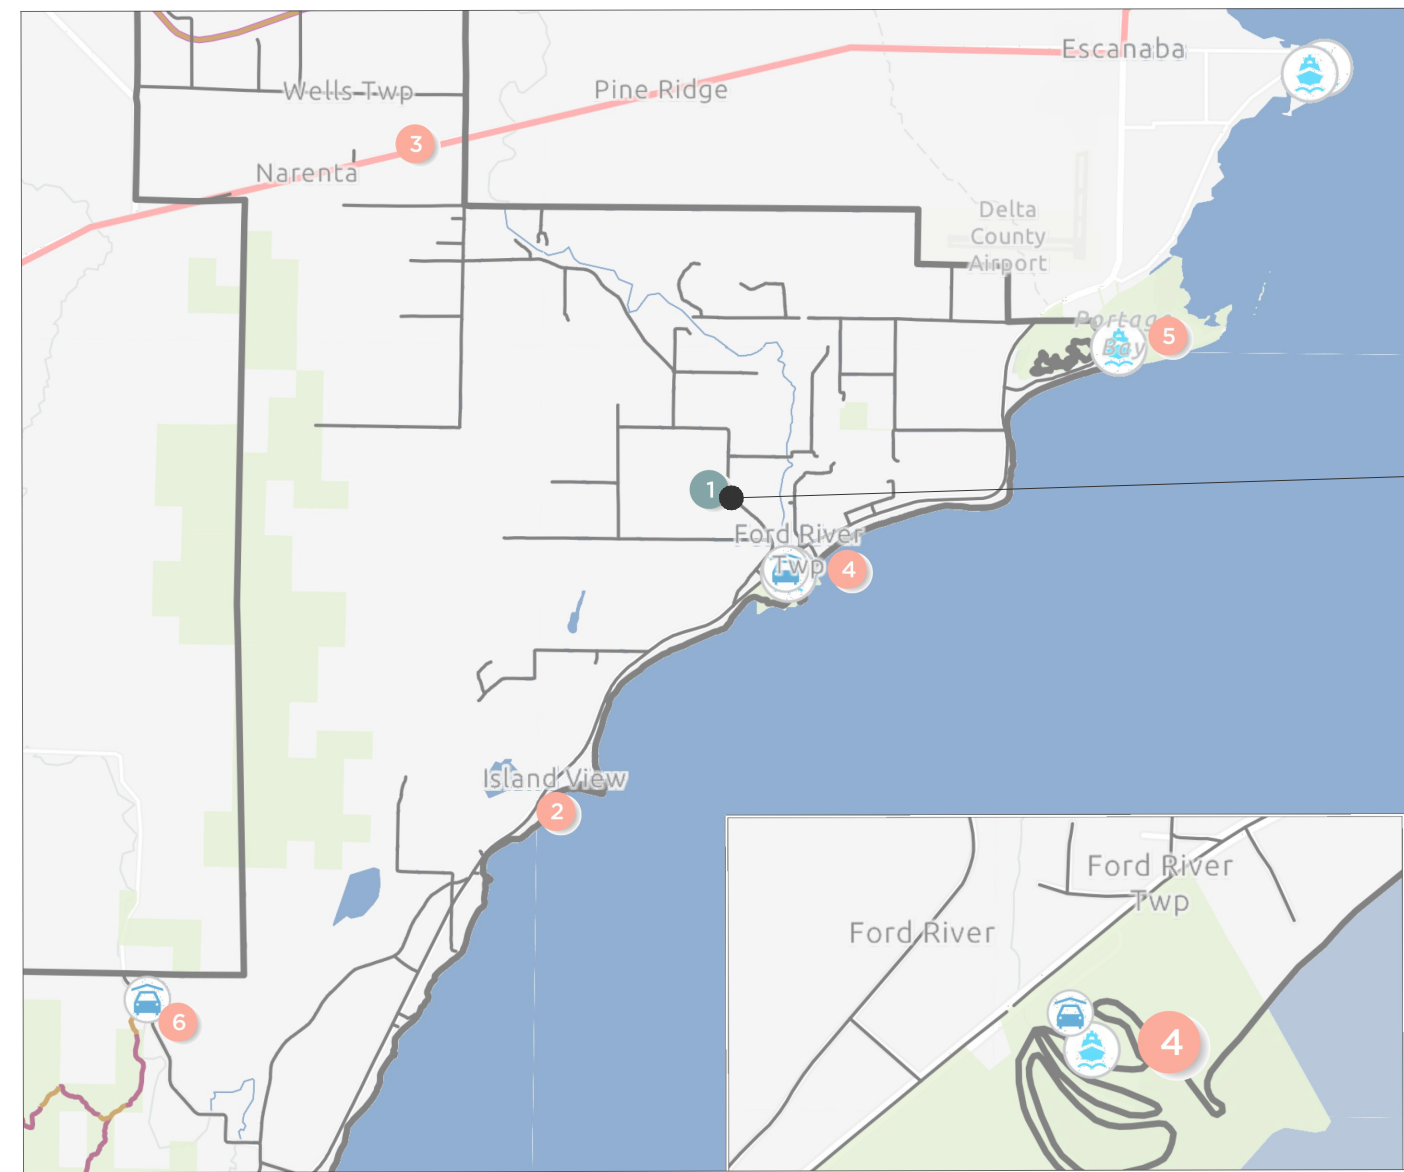 Escanaba
Wells Twp
Pine Ridge
3
Narenta
Delta
County
Airport
Portage
Bay
5
1
Ford River
Twp
4
Island View
2
Ford River
Twp
Ford River
6
4